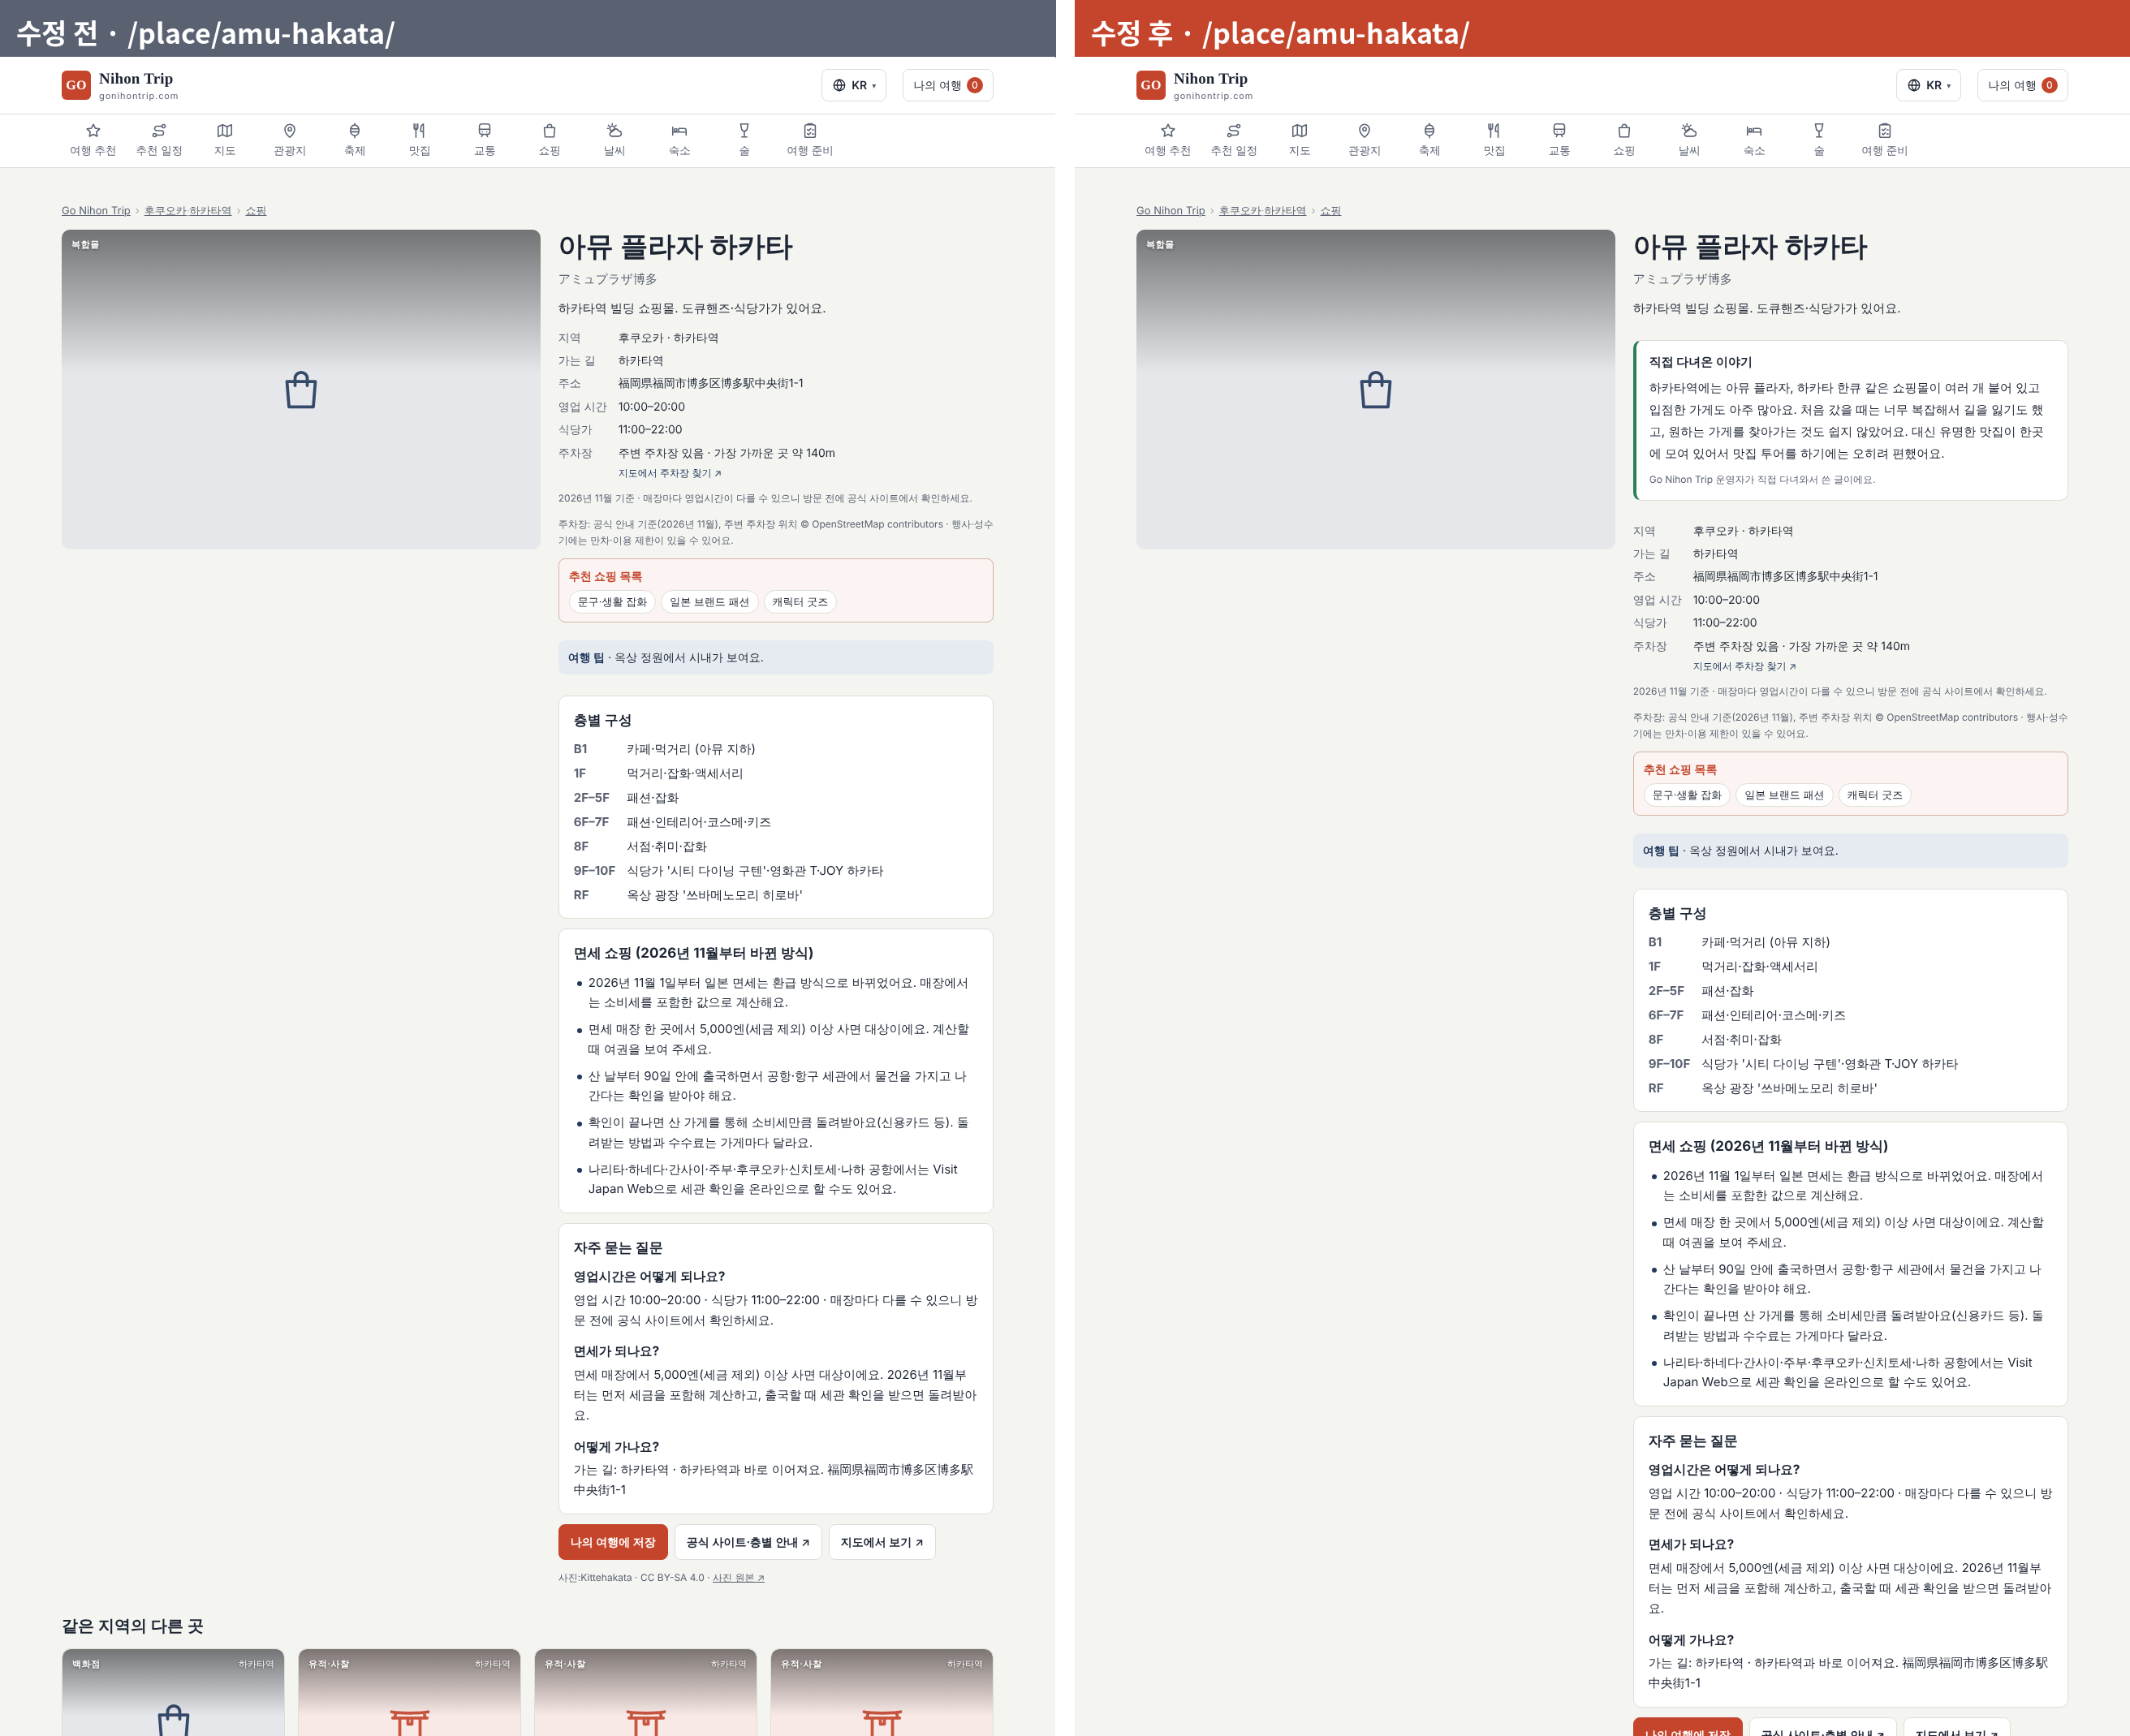 수정 전 · /place/amu-hakata/
GO
Nihon Trip
gonihontrip.com
KR ▾
나의 여행 0
여행 추천
추천 일정
지도
관광지
축제
맛집
교통
쇼핑
날씨
숙소
술
여행 준비
Go Nihon Trip › 후쿠오카·하카타역 › 쇼핑
복합몰
아뮤 플라자 하카타
アミュプラザ博多
하카타역 빌딩 쇼핑몰. 도큐핸즈·식당가가 있어요.
지역 후쿠오카 · 하카타역
가는 길 하카타역
주소 福岡県福岡市博多区博多駅中央街1-1
영업 시간 10:00–20:00
식당가 11:00–22:00
주차장 주변 주차장 있음 · 가장 가까운 곳 약 140m
지도에서 주차장 찾기 ↗
2026년 11월 기준 · 매장마다 영업시간이 다를 수 있으니 방문 전에 공식 사이트에서 확인하세요.
주차장: 공식 안내 기준(2026년 11월), 주변 주차장 위치 © OpenStreetMap contributors · 행사·성수
기에는 만차·이용 제한이 있을 수 있어요.
추천 쇼핑 목록
문구·생활 잡화
일본 브랜드 패션
캐릭터 굿즈
여행 팁 · 옥상 정원에서 시내가 보여요.
층별 구성
B1 카페·먹거리 (아뮤 지하)
1F 먹거리·잡화·액세서리
2F–5F 패션·잡화
6F–7F 패션·인테리어·코스메·키즈
8F 서점·취미·잡화
9F–10F 식당가 '시티 다이닝 구텐'·영화관 T·JOY 하카타
RF 옥상 광장 '쓰바메노모리 히로바'
면세 쇼핑 (2026년 11월부터 바뀐 방식)
• 2026년 11월 1일부터 일본 면세는 환급 방식으로 바뀌었어요. 매장에서
는 소비세를 포함한 값으로 계산해요.
• 면세 매장 한 곳에서 5,000엔(세금 제외) 이상 사면 대상이에요. 계산할
때 여권을 보여 주세요.
• 산 날부터 90일 안에 출국하면서 공항·항구 세관에서 물건을 가지고 나
간다는 확인을 받아야 해요.
• 확인이 끝나면 산 가게를 통해 소비세만큼 돌려받아요(신용카드 등). 돌
려받는 방법과 수수료는 가게마다 달라요.
• 나리타·하네다·간사이·주부·후쿠오카·신치토세·나하 공항에서는 Visit
Japan Web으로 세관 확인을 온라인으로 할 수도 있어요.
자주 묻는 질문
영업시간은 어떻게 되나요?
영업 시간 10:00–20:00 · 식당가 11:00–22:00 · 매장마다 다를 수 있으니 방
문 전에 공식 사이트에서 확인하세요.
면세가 되나요?
면세 매장에서 5,000엔(세금 제외) 이상 사면 대상이에요. 2026년 11월부
터는 먼저 세금을 포함해 계산하고, 출국할 때 세관 확인을 받으면 돌려받아
요.
어떻게 가나요?
가는 길: 하카타역 · 하카타역과 바로 이어져요. 福岡県福岡市博多区博多駅
中央街1-1
나의 여행에 저장
공식 사이트·층별 안내 ↗
지도에서 보기 ↗
사진:Kittehakata · CC BY-SA 4.0 · 사진 원본 ↗
같은 지역의 다른 곳
백화점 하카타역
유적·사찰 하카타역
유적·사찰 하카타역
유적·사찰 하카타역
수정 후 · /place/amu-hakata/
GO
Nihon Trip
gonihontrip.com
KR ▾
나의 여행 0
여행 추천
추천 일정
지도
관광지
축제
맛집
교통
쇼핑
날씨
숙소
술
여행 준비
Go Nihon Trip › 후쿠오카·하카타역 › 쇼핑
복합몰
아뮤 플라자 하카타
アミュプラザ博多
하카타역 빌딩 쇼핑몰. 도큐핸즈·식당가가 있어요.
직접 다녀온 이야기
하카타역에는 아뮤 플라자, 하카타 한큐 같은 쇼핑몰이 여러 개 붙어 있고
입점한 가게도 아주 많아요. 처음 갔을 때는 너무 복잡해서 길을 잃기도 했
고, 원하는 가게를 찾아가는 것도 쉽지 않았어요. 대신 유명한 맛집이 한곳
에 모여 있어서 맛집 투어를 하기에는 오히려 편했어요.
Go Nihon Trip 운영자가 직접 다녀와서 쓴 글이에요.
지역 후쿠오카 · 하카타역
가는 길 하카타역
주소 福岡県福岡市博多区博多駅中央街1-1
영업 시간 10:00–20:00
식당가 11:00–22:00
주차장 주변 주차장 있음 · 가장 가까운 곳 약 140m
지도에서 주차장 찾기 ↗
2026년 11월 기준 · 매장마다 영업시간이 다를 수 있으니 방문 전에 공식 사이트에서 확인하세요.
주차장: 공식 안내 기준(2026년 11월), 주변 주차장 위치 © OpenStreetMap contributors · 행사·성수
기에는 만차·이용 제한이 있을 수 있어요.
추천 쇼핑 목록
문구·생활 잡화
일본 브랜드 패션
캐릭터 굿즈
여행 팁 · 옥상 정원에서 시내가 보여요.
층별 구성
B1 카페·먹거리 (아뮤 지하)
1F 먹거리·잡화·액세서리
2F–5F 패션·잡화
6F–7F 패션·인테리어·코스메·키즈
8F 서점·취미·잡화
9F–10F 식당가 '시티 다이닝 구텐'·영화관 T·JOY 하카타
RF 옥상 광장 '쓰바메노모리 히로바'
면세 쇼핑 (2026년 11월부터 바뀐 방식)
• 2026년 11월 1일부터 일본 면세는 환급 방식으로 바뀌었어요. 매장에서
는 소비세를 포함한 값으로 계산해요.
• 면세 매장 한 곳에서 5,000엔(세금 제외) 이상 사면 대상이에요. 계산할
때 여권을 보여 주세요.
• 산 날부터 90일 안에 출국하면서 공항·항구 세관에서 물건을 가지고 나
간다는 확인을 받아야 해요.
• 확인이 끝나면 산 가게를 통해 소비세만큼 돌려받아요(신용카드 등). 돌
려받는 방법과 수수료는 가게마다 달라요.
• 나리타·하네다·간사이·주부·후쿠오카·신치토세·나하 공항에서는 Visit
Japan Web으로 세관 확인을 온라인으로 할 수도 있어요.
자주 묻는 질문
영업시간은 어떻게 되나요?
영업 시간 10:00–20:00 · 식당가 11:00–22:00 · 매장마다 다를 수 있으니 방
문 전에 공식 사이트에서 확인하세요.
면세가 되나요?
면세 매장에서 5,000엔(세금 제외) 이상 사면 대상이에요. 2026년 11월부
터는 먼저 세금을 포함해 계산하고, 출국할 때 세관 확인을 받으면 돌려받아
요.
어떻게 가나요?
가는 길: 하카타역 · 하카타역과 바로 이어져요. 福岡県福岡市博多区博多駅
中央街1-1
나의 여행에 저장
공식 사이트·층별 안내 ↗
지도에서 보기 ↗